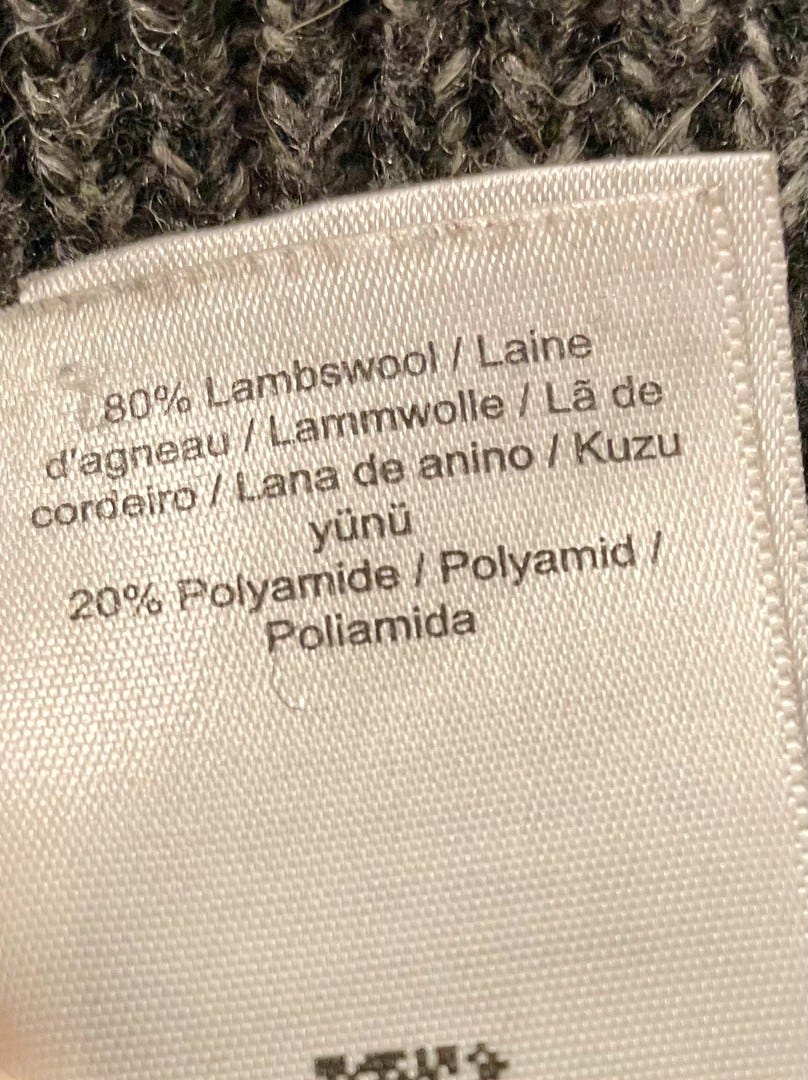 80% Lambswool / Laine
d'agneau / Lammwolle / Lã de
cordeiro / Lana de anino / Kuzu
yünü
20% Polyamide / Polyamid /
Poliamida